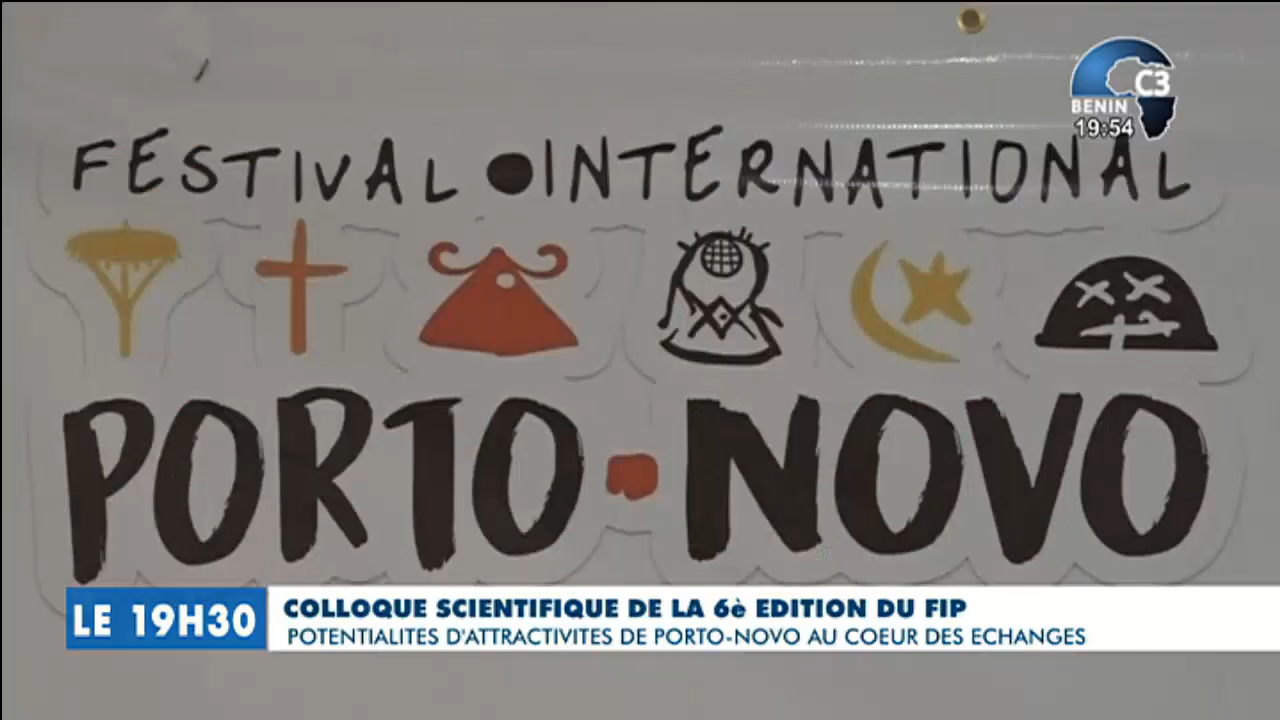 C3
BENIN
19:54
FESTIVAL INTERNATIONAL
PORTO NOVO
LE 19H30
COLLOQUE SCIENTIFIQUE DE LA 6è EDITION DU FIP
POTENTIALITES D'ATTRACTIVITES DE PORTO-NOVO AU COEUR DES ECHANGES